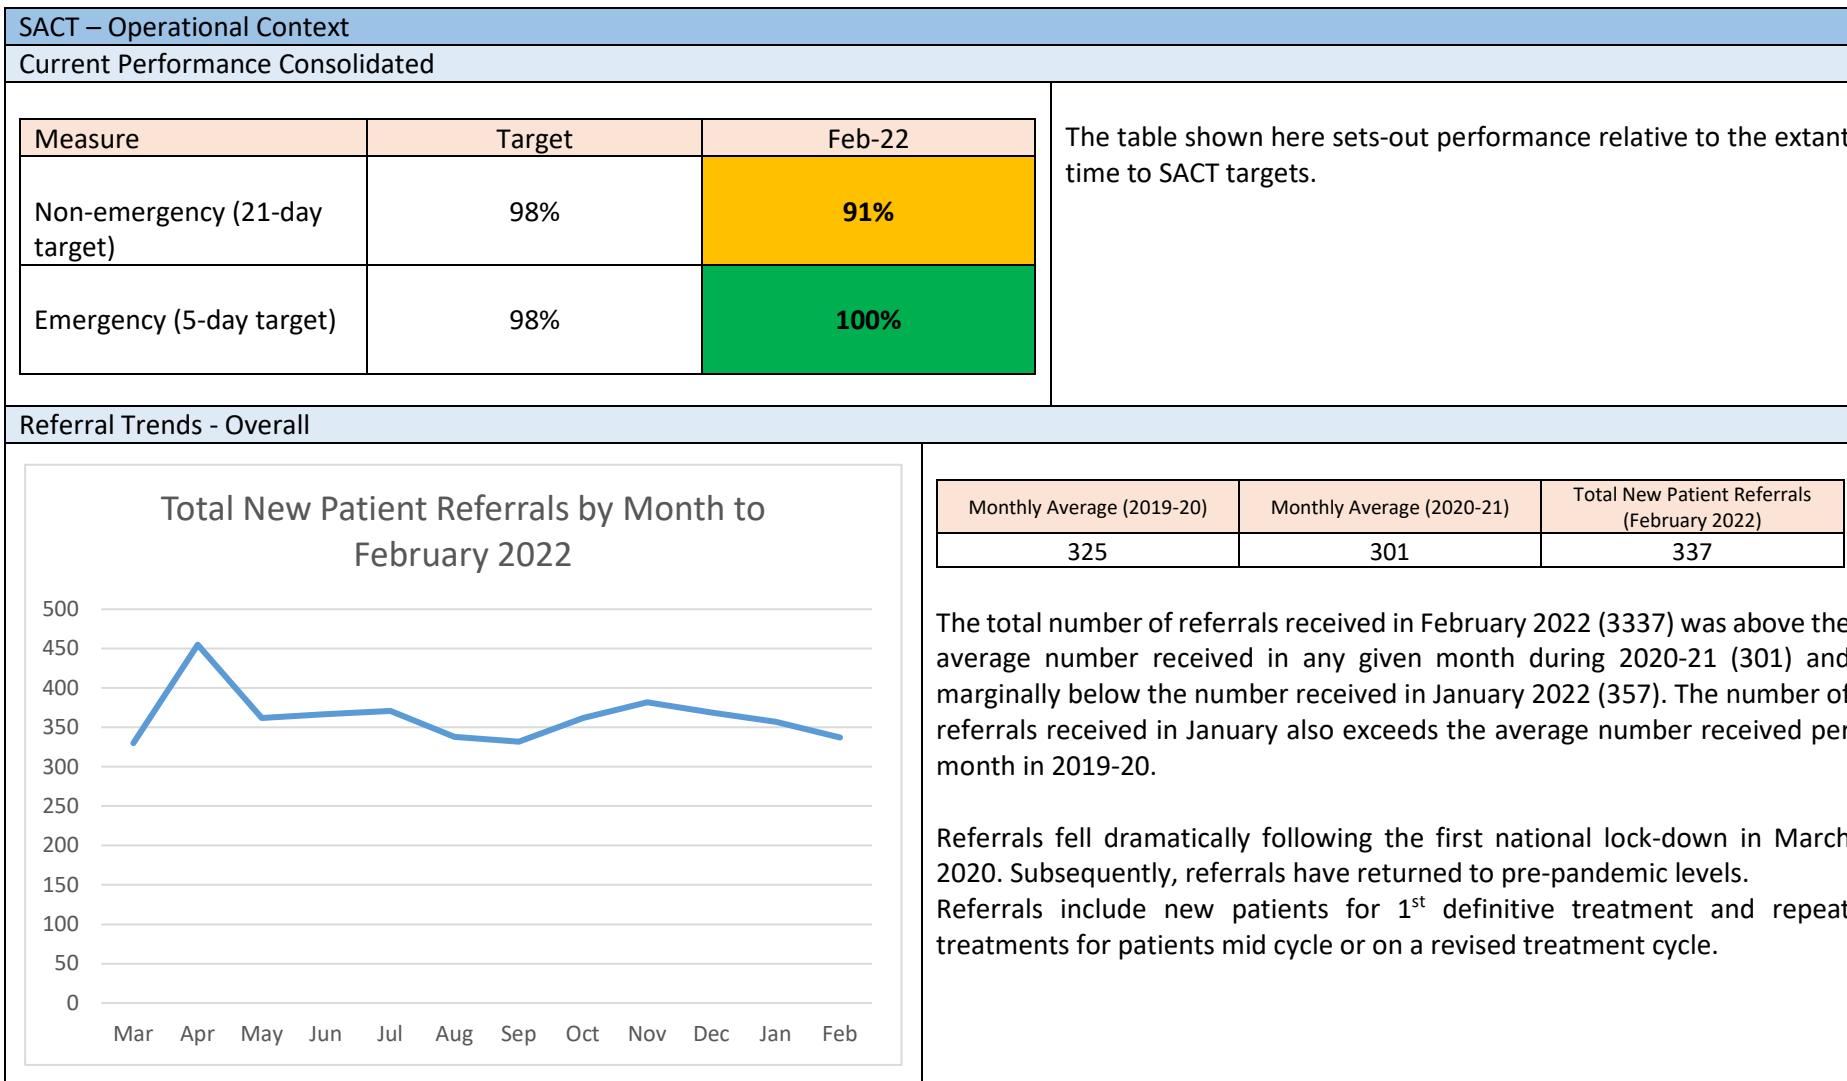 SACT – Operational Context
Current Performance Consolidated
Measure Target Feb-22
Non-emergency (21-day
target) 98% 91%
Emergency (5-day target) 98% 100%
The table shown here sets-out performance relative to the extant
time to SACT targets.
Referral Trends - Overall
Total New Patient Referrals by Month to
February 2022
500
450
400
350
300
250
200
150
100
50
0
Mar Apr May Jun Jul Aug Sep Oct Nov Dec Jan Feb
Monthly Average (2019-20) Monthly Average (2020-21) Total New Patient Referrals
(February 2022)
325 301 337
The total number of referrals received in February 2022 (3337) was above the
average number received in any given month during 2020-21 (301) and
marginally below the number received in January 2022 (357). The number of
referrals received in January also exceeds the average number received per
month in 2019-20.
Referrals fell dramatically following the first national lock-down in March
2020. Subsequently, referrals have returned to pre-pandemic levels.
Referrals include new patients for 1st definitive treatment and repeat
treatments for patients mid cycle or on a revised treatment cycle.